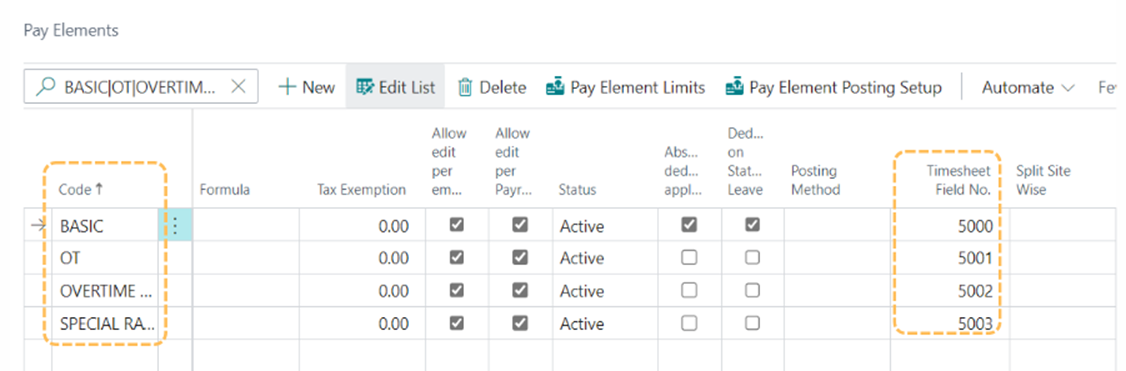 Pay Elements
BASIC|OT|OVERTIM... New Edit List Delete Pay Element Limits Pay Element Posting Setup Automate Fe
Code ↑ Formula Tax Exemption Allow edit per em... Allow edit per Payr... Status Abs... ded... appl... Ded... on Stat... Leave Posting Method Timesheet Field No. Split Site Wise
BASIC 0.00 Active 5000
OT 0.00 Active 5001
OVERTIME ... 0.00 Active 5002
SPECIAL RA... 0.00 Active 5003